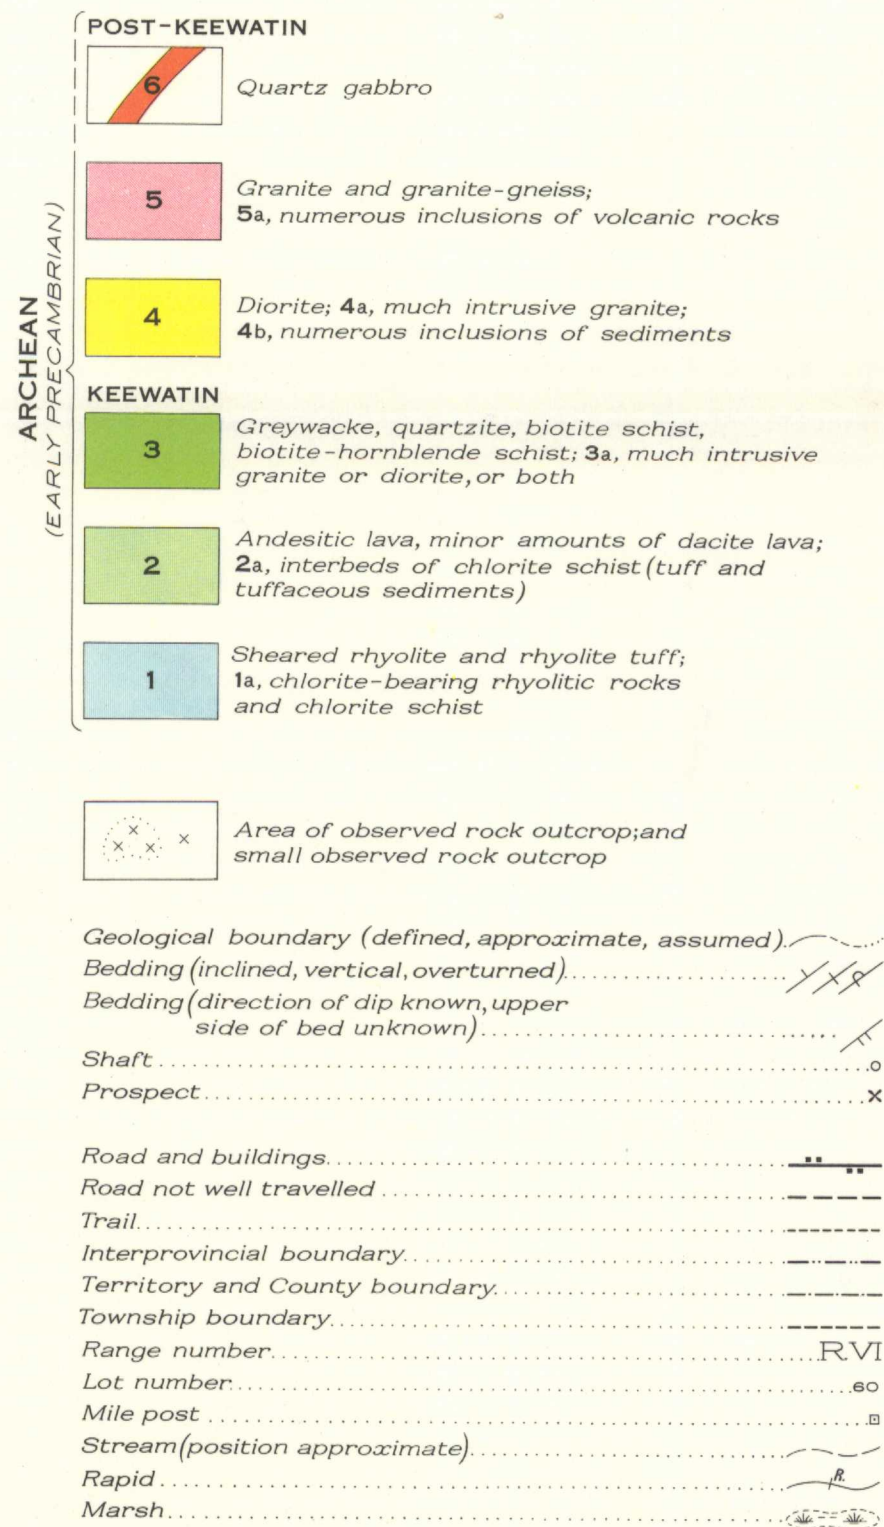 POST-KEEWATIN
6
Quartz gabbro
5
Granite and granite-gneiss;
5a, numerous inclusions of volcanic rocks
4
Diorite; 4a, much intrusive granite;
4b, numerous inclusions of sediments
ARCHEAN
(EARLY PRECAMBRIAN)
KEEWATIN
3
Greywacke, quartzite, biotite schist,
biotite-hornblende schist; 3a, much intrusive
granite or diorite, or both
2
Andesitic lava, minor amounts of dacite lava;
2a, interbeds of chlorite schist (tuff and
tuffaceous sediments)
1
Sheared rhyolite and rhyolite tuff;
1a, chlorite-bearing rhyolitic rocks
and chlorite schist
Area of observed rock outcrop; and
small observed rock outcrop
Geological boundary (defined, approximate, assumed)
Bedding (inclined, vertical, overturned)
Bedding (direction of dip known, upper
side of bed unknown)
Shaft
Prospect
Road and buildings
Road not well travelled
Trail
Interprovincial boundary
Territory and County boundary
Township boundary
Range number R.VI
Lot number 60
Mile post
Stream (position approximate)
Rapid R.
Marsh